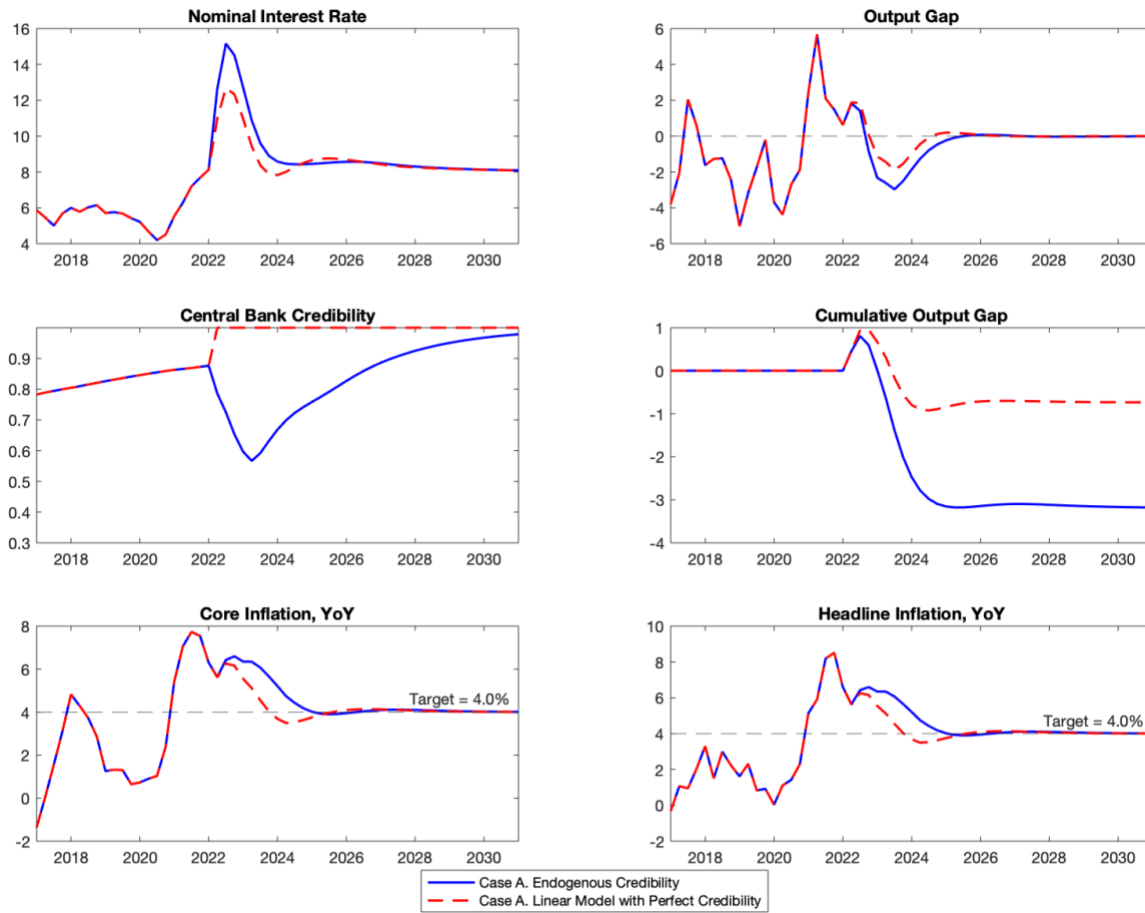 Nominal Interest Rate
16
14
12
10
8
6
4
2018 2020 2022 2024 2026 2028 2030
Output Gap
6
4
2
0
-2
-4
-6
2018 2020 2022 2024 2026 2028 2030
Central Bank Credibility
0.9
0.8
0.7
0.6
0.5
0.4
0.3
2018 2020 2022 2024 2026 2028 2030
Cumulative Output Gap
1
0
-1
-2
-3
-4
2018 2020 2022 2024 2026 2028 2030
Core Inflation, YoY
8
6
Target = 4.0%
4
2
0
-2
2018 2020 2022 2024 2026 2028 2030
Headline Inflation, YoY
10
8
6
Target = 4.0%
4
2
0
-2
2018 2020 2022 2024 2026 2028 2030
Case A. Endogenous Credibility
Case A. Linear Model with Perfect Credibility